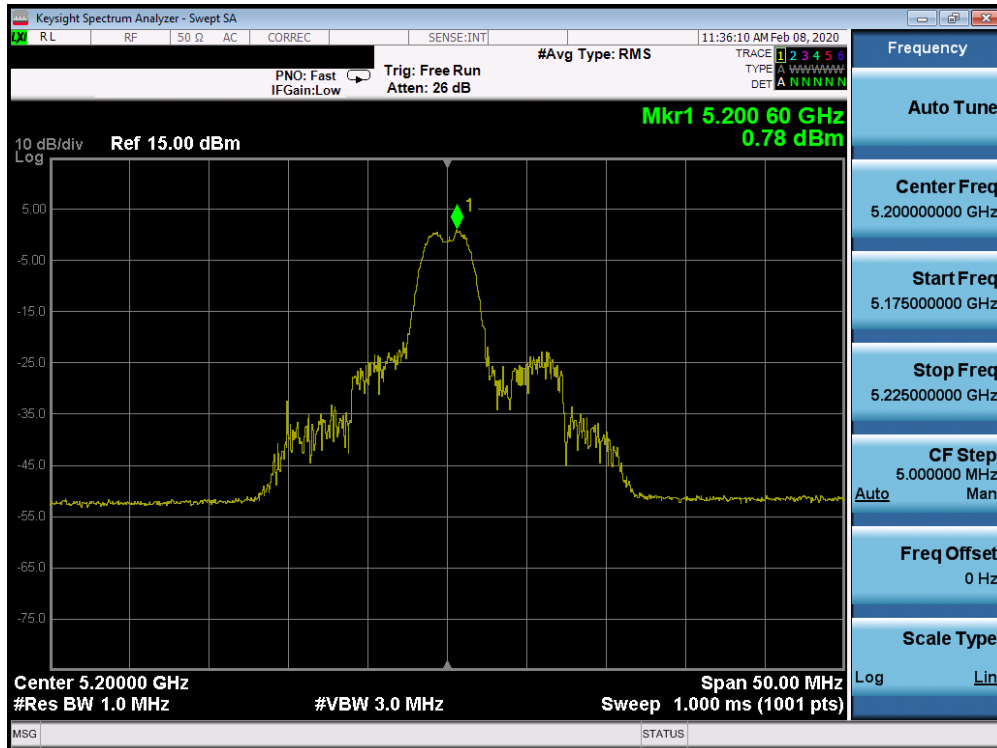 Keysight Spectrum Analyzer - Swept SA
LXI RL RF 50 Ω AC CORREC SENSE:INT 11:36:10 AM Feb 08, 2020
#Avg Type: RMS
TRACE 1 2 3 4 5 6
TYPE A WWWWW
DET A N N N N N
PNO: Fast
IFGain:Low
Trig: Free Run
Atten: 26 dB
Mkr1 5.200 60 GHz
0.78 dBm
10 dB/div Ref 15.00 dBm
Log
1
5.00
-5.00
-15.0
-25.0
-35.0
-45.0
-55.0
-65.0
-75.0
Center 5.20000 GHz Span 50.00 MHz
#Res BW 1.0 MHz #VBW 3.0 MHz Sweep 1.000 ms (1001 pts)
MSG STATUS
Frequency
Auto Tune
Center Freq
5.200000000 GHz
Start Freq
5.175000000 GHz
Stop Freq
5.225000000 GHz
CF Step
5.000000 MHz
Auto Man
Freq Offset
0 Hz
Scale Type
Log Lin